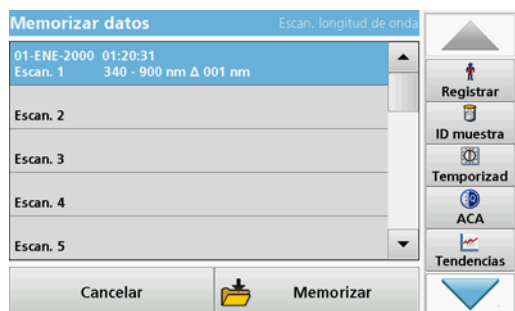 Memorizar datos
Escan. longitud de onda
01-ENE-2000 01:20:31
Escan. 1 340 - 900 nm Δ 001 nm
Escan. 2
Escan. 3
Escan. 4
Escan. 5
Cancelar
Memorizar
Registrar
ID muestra
Temporizad
ACA
Tendencias